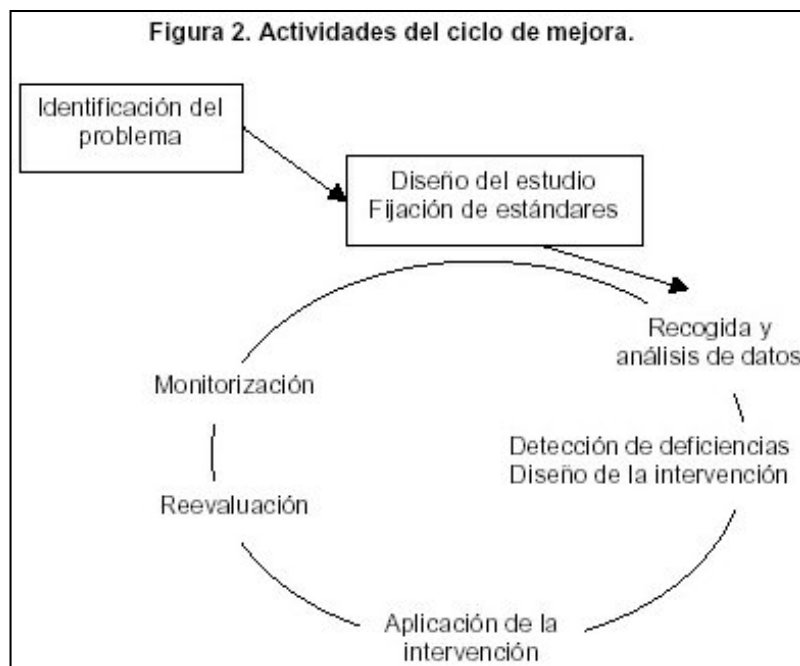 Figura 2. Actividades del ciclo de mejora.
Identificación del
problema
Diseño del estudio
Fijación de estándares
Recogida y
análisis de datos
Detección de deficiencias
Diseño de la intervención
Aplicación de la
intervención
Reevaluación
Monitorización